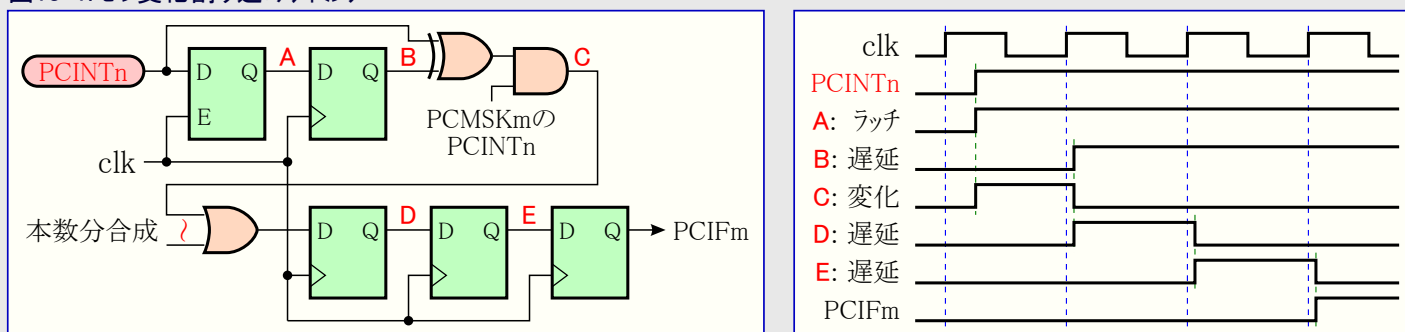 PCINTn
D Q
E
A
D Q
B
C
PCMSKmの
PCINTn
clk
本数分合成
D Q
D
D Q
E
D Q
PCIFm
clk
PCINTn
A: ラッチ
B: 遅延
C: 変化
D: 遅延
E: 遅延
PCIFm